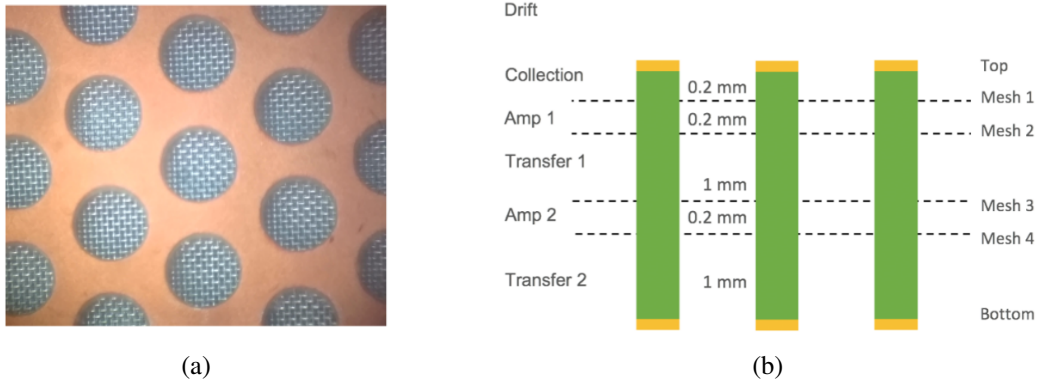 Drift
Collection
Amp 1
Transfer 1
Amp 2
Transfer 2
0.2 mm
0.2 mm
1 mm
0.2 mm
1 mm
Top
Mesh 1
Mesh 2
Mesh 3
Mesh 4
Bottom
(a)
(b)